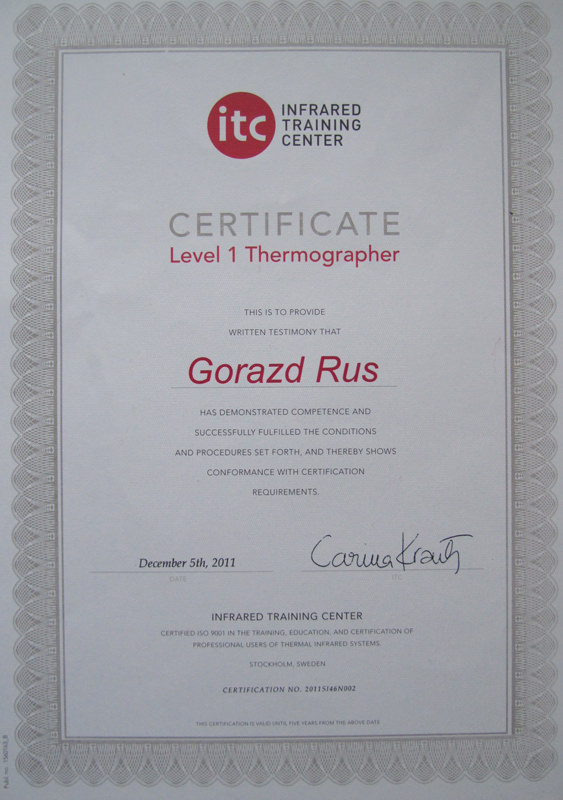 itc INFRARED
TRAINING
CENTER
CERTIFICATE
Level 1 Thermographer
THIS IS TO PROVIDE
WRITTEN TESTIMONY THAT
Gorazd Rus
HAS DEMONSTRATED COMPETENCE AND
SUCCESSFULLY FULFILLED THE CONDITIONS
AND PROCEDURES SET FORTH, AND THEREBY SHOWS
CONFORMANCE WITH CERTIFICATION
REQUIREMENTS.
December 5th, 2011
DATE
ITC
INFRARED TRAINING CENTER
CERTIFIED ISO 9001 IN THE TRAINING, EDUCATION, AND CERTIFICATION OF
PROFESSIONAL USERS OF THERMAL INFRARED SYSTEMS.
STOCKHOLM, SWEDEN
CERTIFICATION NO. 2011SI46N002
THIS CERTIFICATION IS VALID UNTIL FIVE YEARS FROM THE ABOVE DATE
Publ. no.